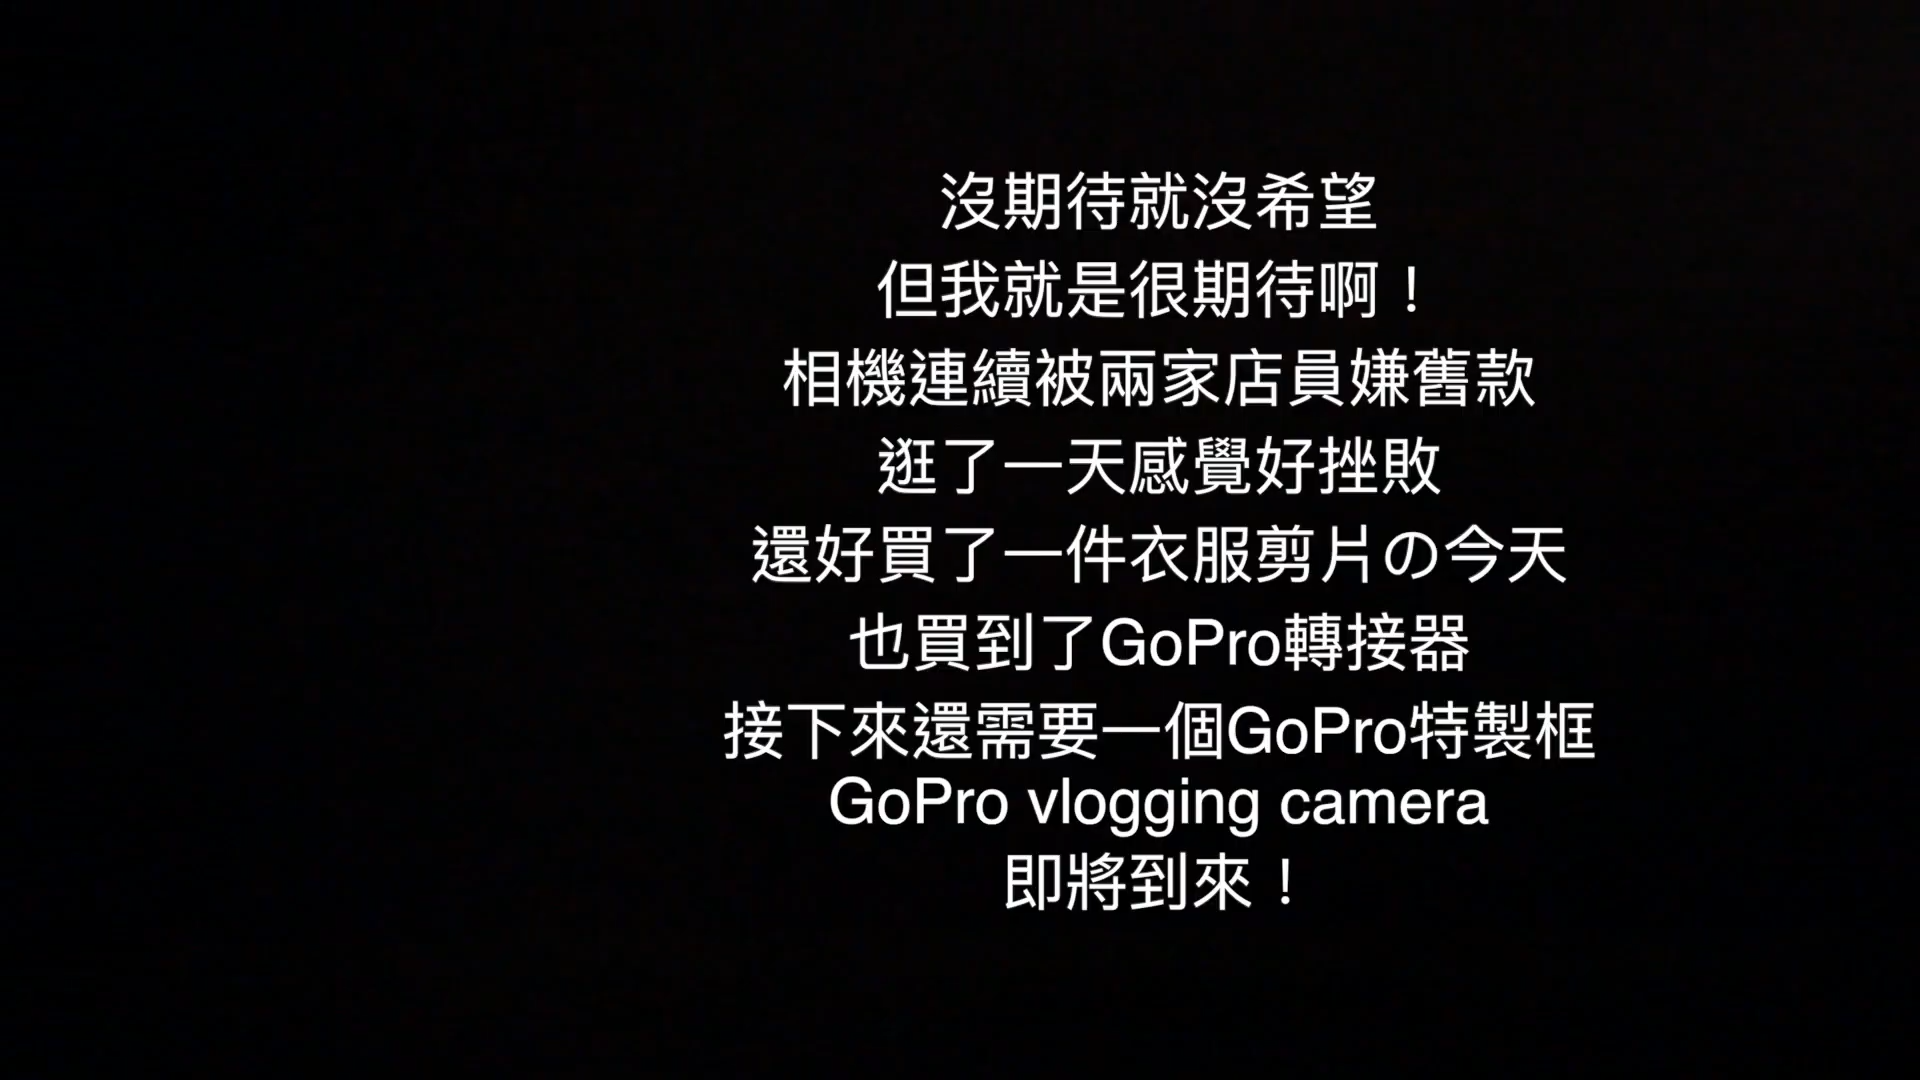 沒期待就沒希望
但我就是很期待啊！
相機連續被兩家店員嫌舊款
逛了一天感覺好挫敗
還好買了一件衣服剪片の今天
也買到了GoPro轉接器
接下來還需要一個GoPro特製框
GoPro vlogging camera
即將到來！